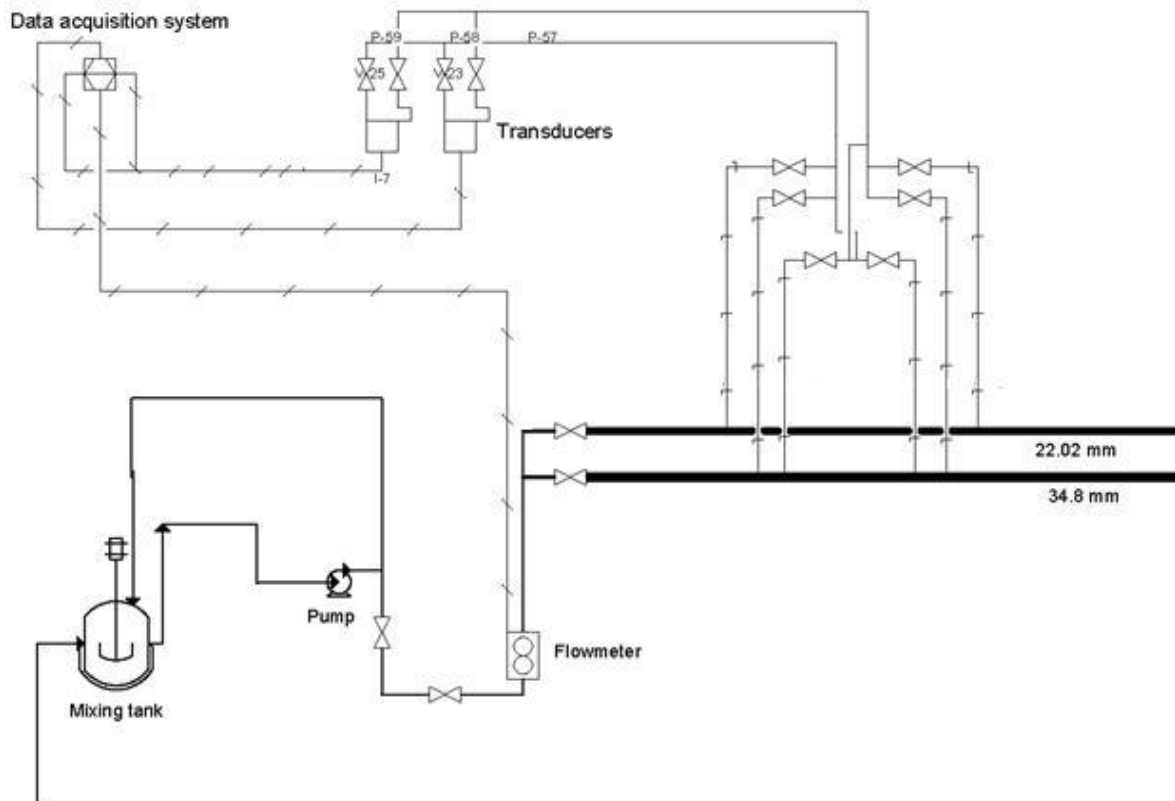 Data acquisition system
P-59
P-58
P-57
V-25
V-23
Transducers
I-7
22.02 mm
34.8 mm
Pump
Flowmeter
Mixing tank